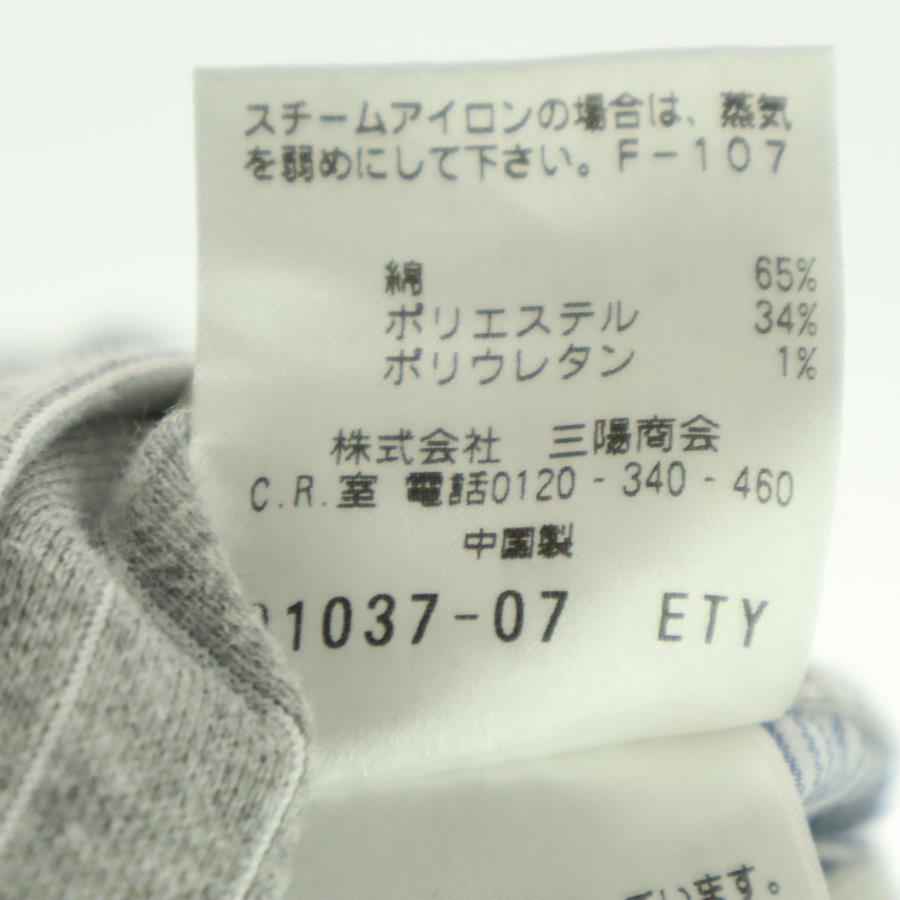 スチームアイロンの場合は、蒸気
を弱めにして下さい。F-107
綿 65%
ポリエステル 34%
ポリウレタン 1%
株式会社 三陽商会
C.R.室 電話0120-340-460
中国製
1037-07 ETY
います。